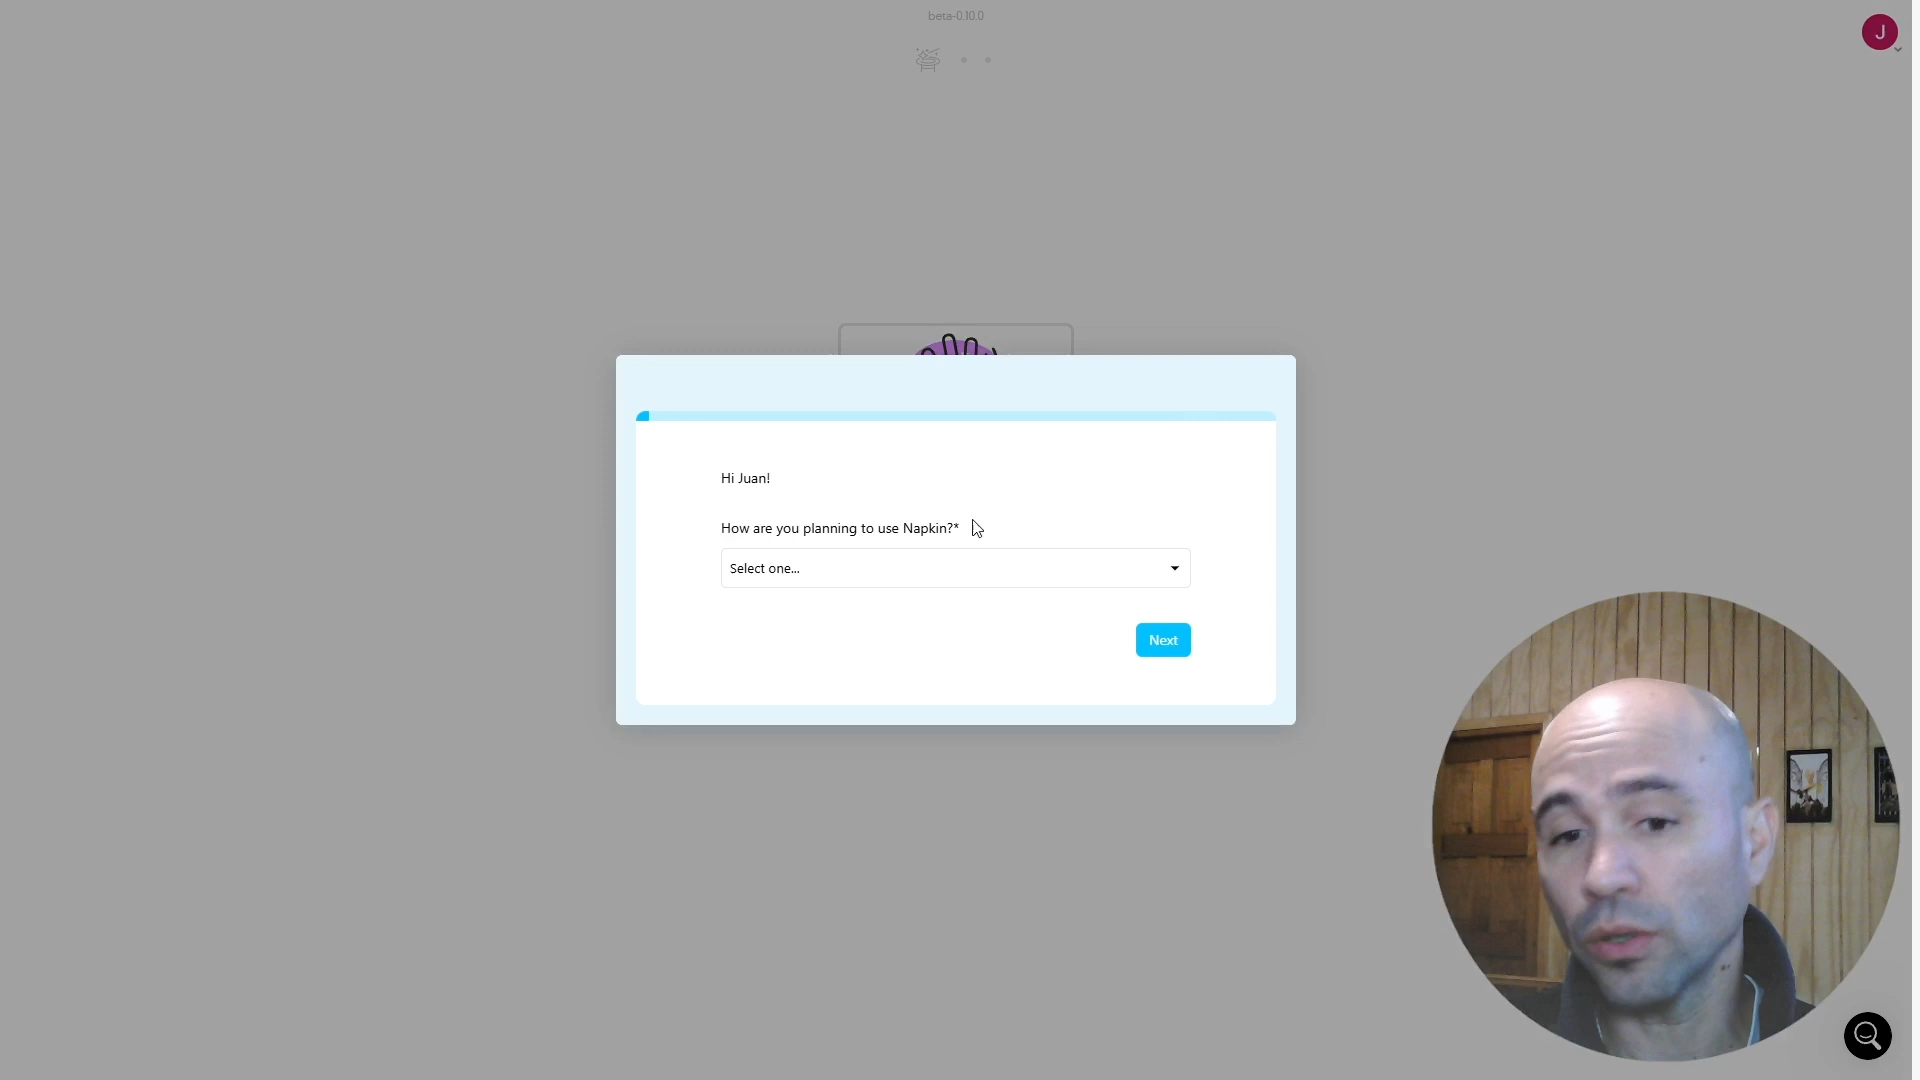 beta-0.10.0
J
Hi Juan!
How are you planning to use Napkin?*
Select one...
Next